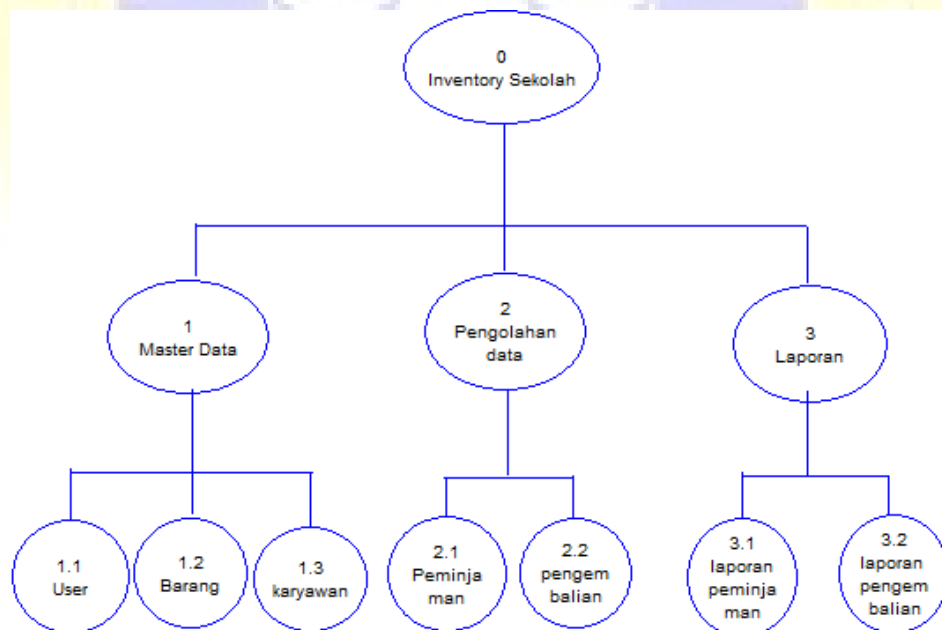 0
Inventory Sekolah
1
Master Data
2
Pengolahan
data
3
Laporan
1.1
User
1.2
Barang
1.3
karyawan
2.1
Peminja
man
2.2
pengem
balian
3.1
laporan
peminja
man
3.2
laporan
pengem
balian